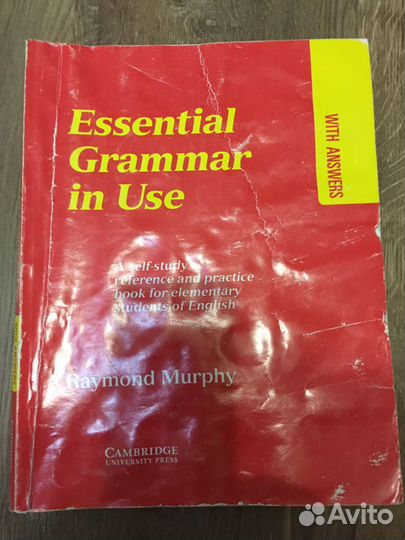 Essential
Grammar
in Use
WITH ANSWERS
A self-study
reference and practice
book for elementary
students of English
Raymond Murphy
CAMBRIDGE
UNIVERSITY PRESS
Avito